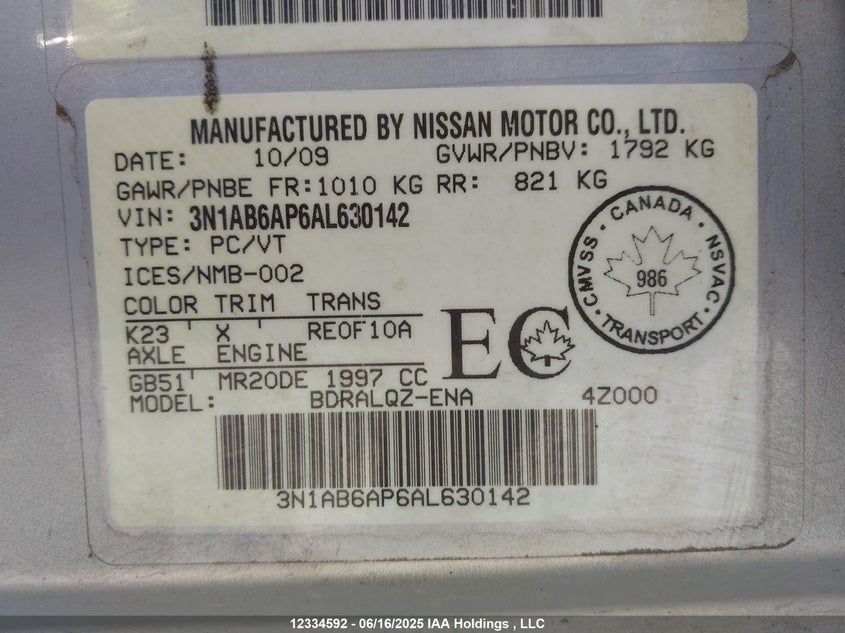 MANUFACTURED BY NISSAN MOTOR CO., LTD.
DATE: 10/09 GVWR/PNBV: 1792 KG
GAWR/PNBE FR:1010 KG RR: 821 KG
VIN: 3N1AB6AP6AL630142
TYPE: PC/VT
ICES/NMB-002
COLOR TRIM TRANS
K23 ' X ' RE0F10A
AXLE ENGINE
GB51' MR20DE 1997 CC
MODEL: BDRALQZ-ENA 4Z000
EC
CANADA
CMVSS · NSVAC
986
TRANSPORT
3N1AB6AP6AL630142
12334592 - 06/16/2025 IAA Holdings , LLC